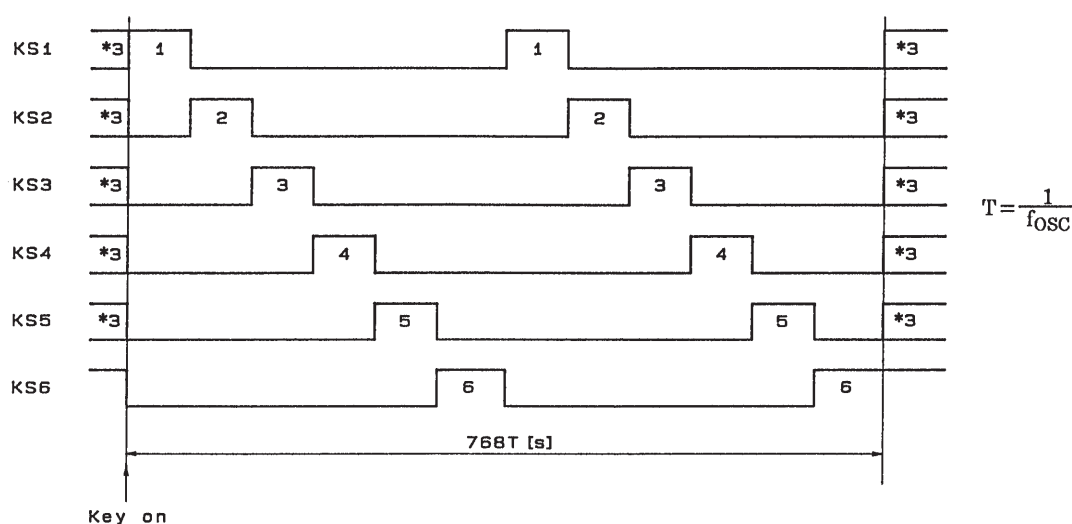 KS1 *3 1 1 *3
KS2 *3 2 2 *3
KS3 *3 3 3 *3
T=1/fOSC
KS4 *3 4 4 *3
KS5 *3 5 5 *3
KS6 6 6
768T [s]
Key on